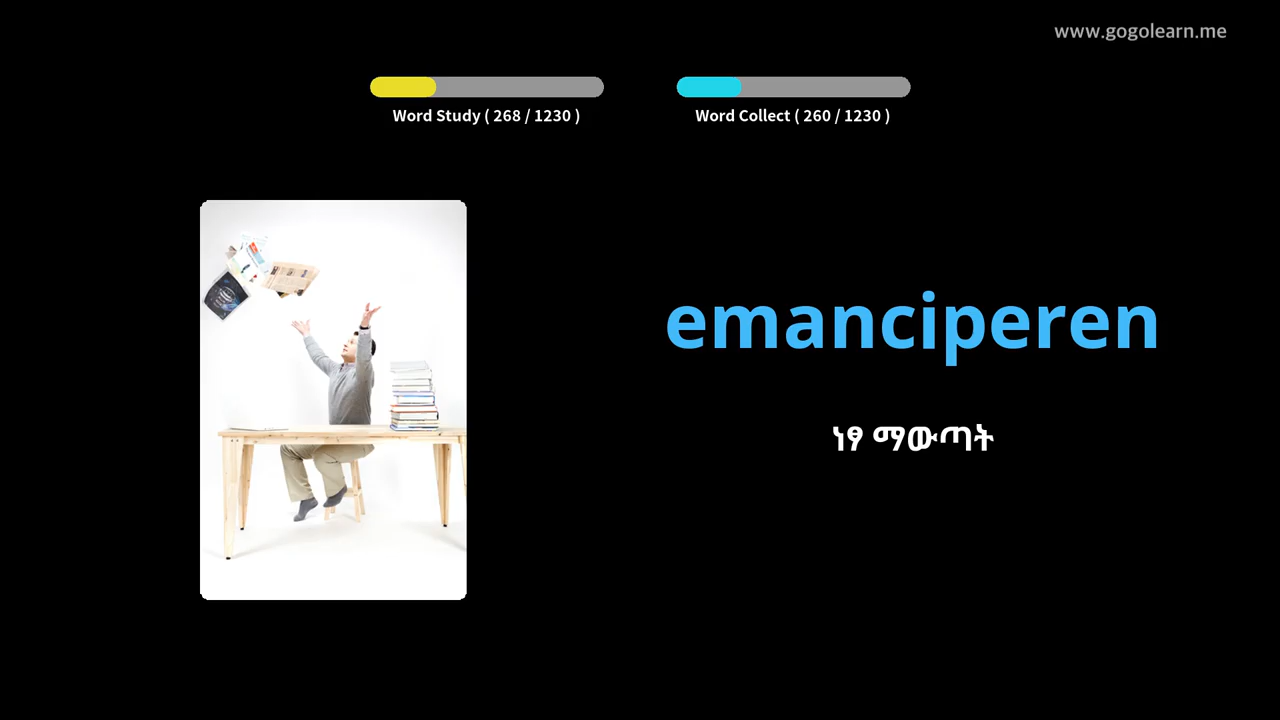 www.gogolearn.me
Word Study ( 268 / 1230 )
Word Collect ( 260 / 1230 )
emanciperen
ነፃ ማውጣት